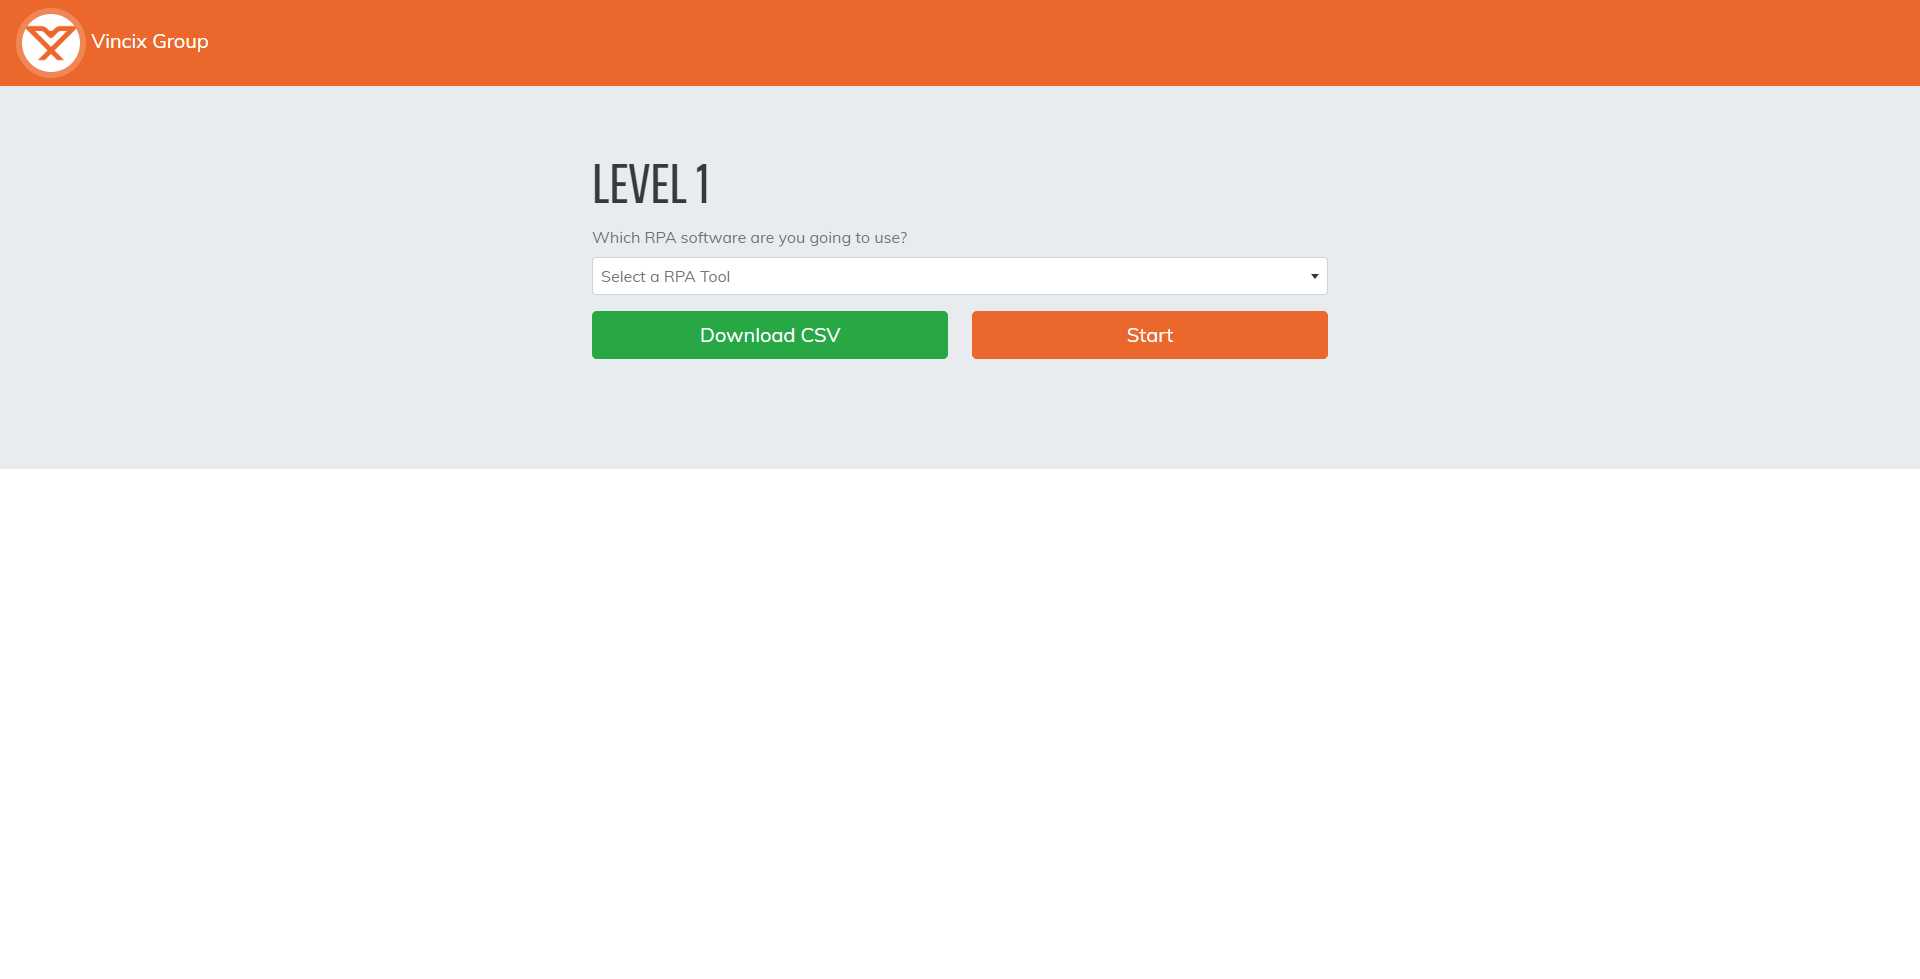 Vincix Group
LEVEL 1
Which RPA software are you going to use?
Select a RPA Tool
Download CSV
Start